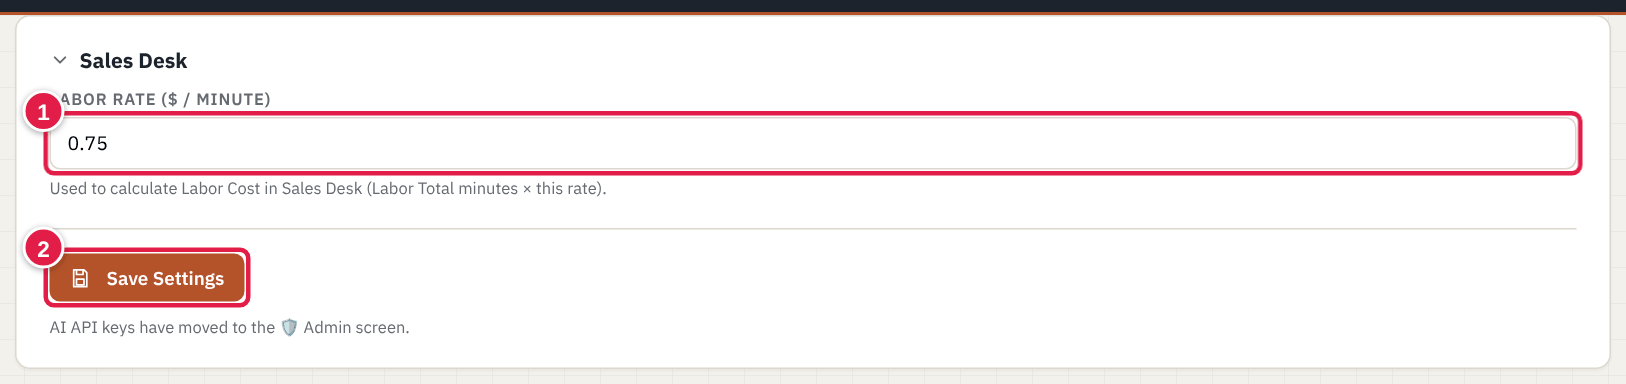 Sales Desk
ABOR RATE ($ / MINUTE)
1
0.75
Used to calculate Labor Cost in Sales Desk (Labor Total minutes × this rate).
2
Save Settings
AI API keys have moved to the 🛡️ Admin screen.